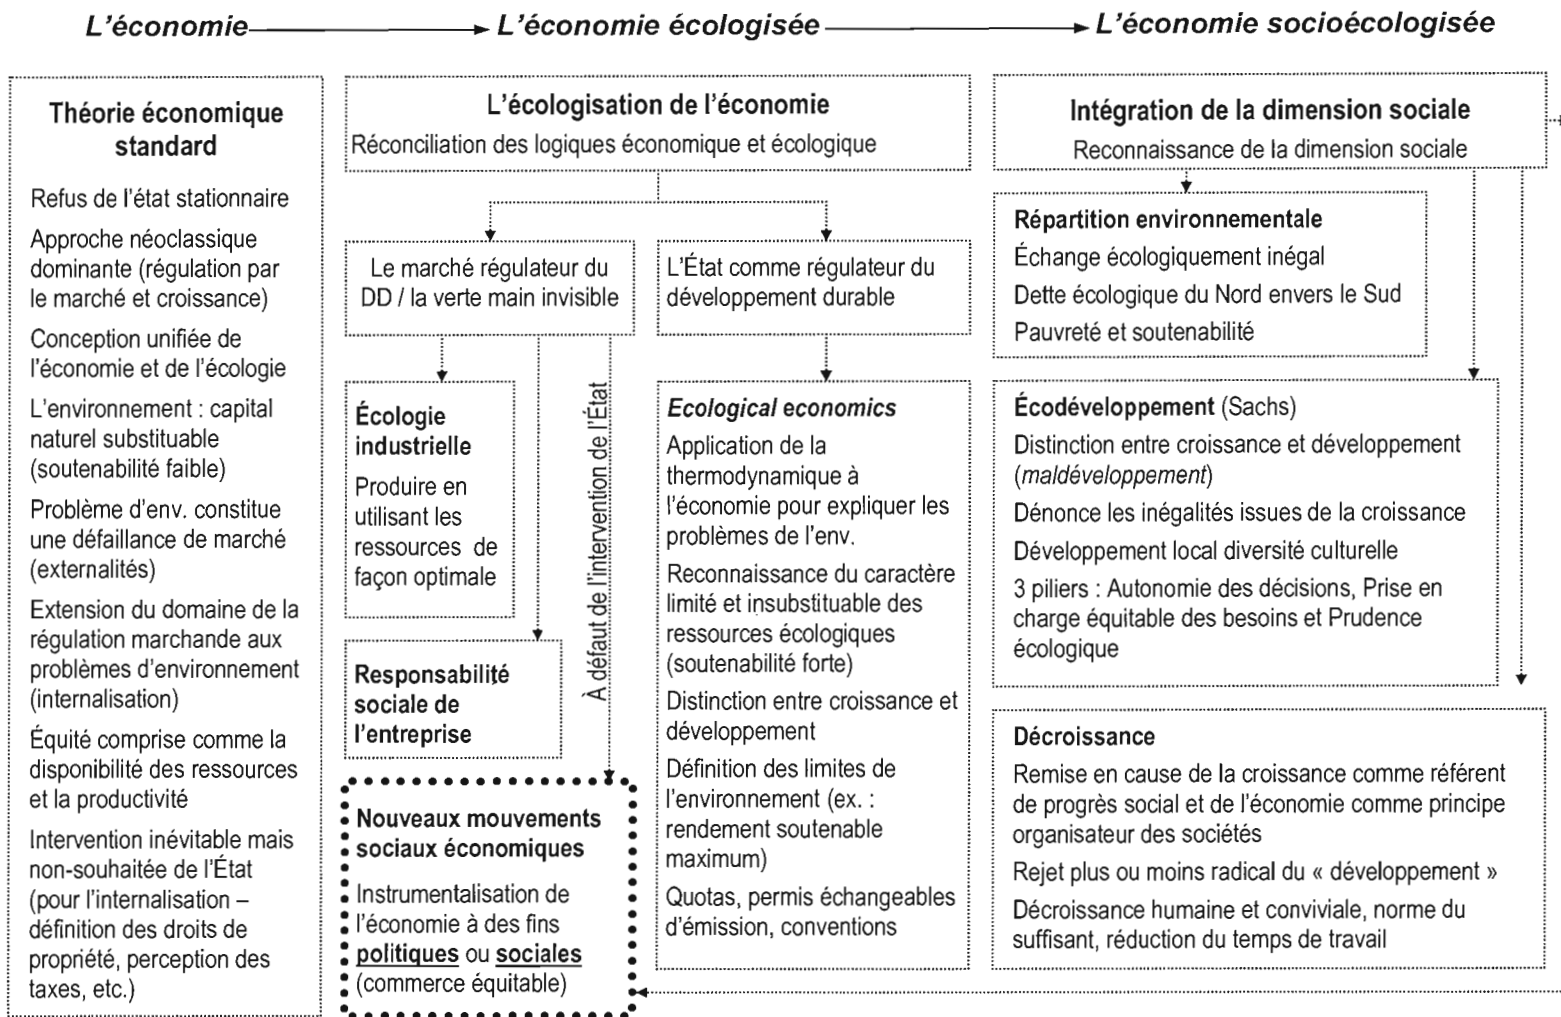 L'économie
L'économie écologisée
L'économie socioécologisée
Théorie économique
standard
Refus de l'état stationnaire
Approche néoclassique
dominante (régulation par
le marché et croissance)
Conception unifiée de
l'économie et de l'écologie
L'environnement : capital
naturel substituable
(soutenabilité faible)
Problème d'env. constitue
une défaillance de marché
(externalités)
Extension du domaine de la
régulation marchande aux
problèmes d'environnement
(internalisation)
Équité comprise comme la
disponibilité des ressources
et la productivité
Intervention inévitable mais
non-souhaitée de l'État
(pour l'internalisation –
définition des droits de
propriété, perception des
taxes, etc.)
L'écologisation de l'économie
Réconciliation des logiques économique et écologique
Le marché régulateur du
DD / la verte main invisible
L'État comme régulateur du
développement durable
Écologie
industrielle
Produire en
utilisant les
ressources de
façon optimale
Responsabilité
sociale de
l'entreprise
À défaut de l'intervention de l'État
Nouveaux mouvements
sociaux économiques
Instrumentalisation de
l'économie à des fins
politiques ou sociales
(commerce équitable)
Ecological economics
Application de la
thermodynamique à
l'économie pour expliquer les
problèmes de l'env.
Reconnaissance du caractère
limité et insubstituable des
ressources écologiques
(soutenabilité forte)
Distinction entre croissance et
développement
Définition des limites de
l'environnement (ex. :
rendement soutenable
maximum)
Quotas, permis échangeables
d'émission, conventions
Intégration de la dimension sociale
Reconnaissance de la dimension sociale
Répartition environnementale
Échange écologiquement inégal
Dette écologique du Nord envers le Sud
Pauvreté et soutenabilité
Écodéveloppement (Sachs)
Distinction entre croissance et développement
(maldéveloppement)
Dénonce les inégalités issues de la croissance
Développement local diversité culturelle
3 piliers : Autonomie des décisions, Prise en
charge équitable des besoins et Prudence
écologique
Décroissance
Remise en cause de la croissance comme référent
de progrès social et de l'économie comme principe
organisateur des sociétés
Rejet plus ou moins radical du « développement »
Décroissance humaine et conviviale, norme du
suffisant, réduction du temps de travail